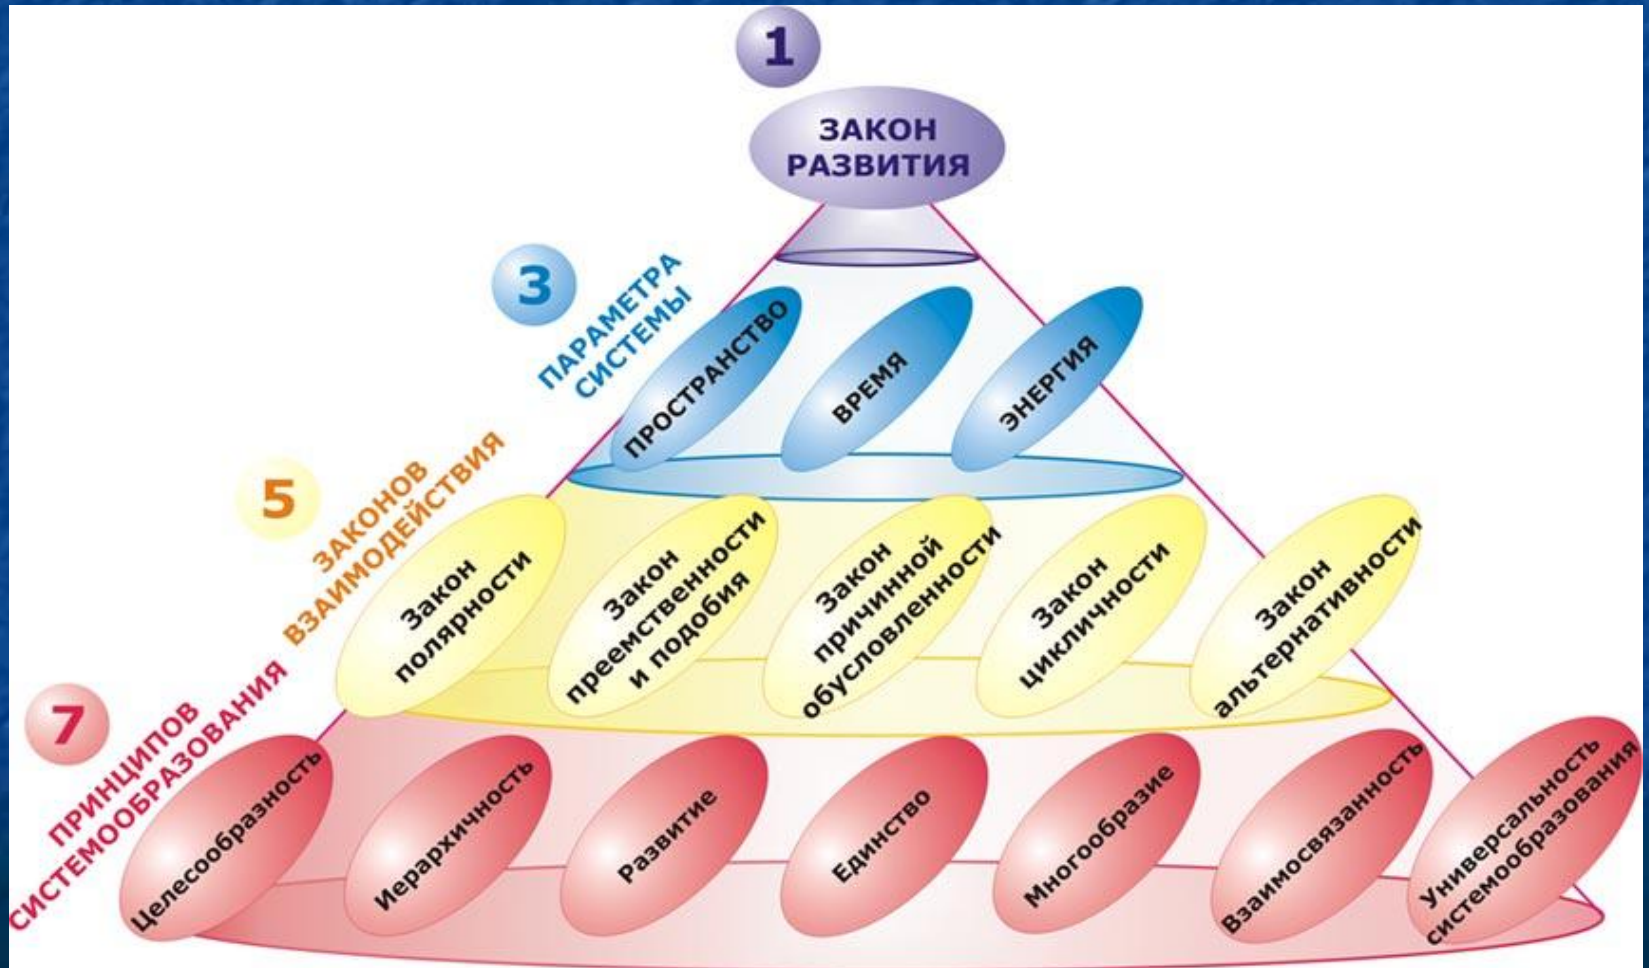 1
ЗАКОН
РАЗВИТИЯ
3
ПАРАМЕТРА
СИСТЕМЫ
ПРОСТРАНСТВО
ВРЕМЯ
ЭНЕРГИЯ
5
ЗАКОНОВ
ВЗАИМОДЕЙСТВИЯ
Закон
полярности
Закон
преемственности
и подобия
Закон
причинной
обусловленности
Закон
цикличности
Закон
альтернативности
7
ПРИНЦИПОВ
СИСТЕМООБРАЗОВАНИЯ
Целесообразность
Иерархичность
Развитие
Единство
Многообразие
Взаимосвязанность
Универсальность
системообразования